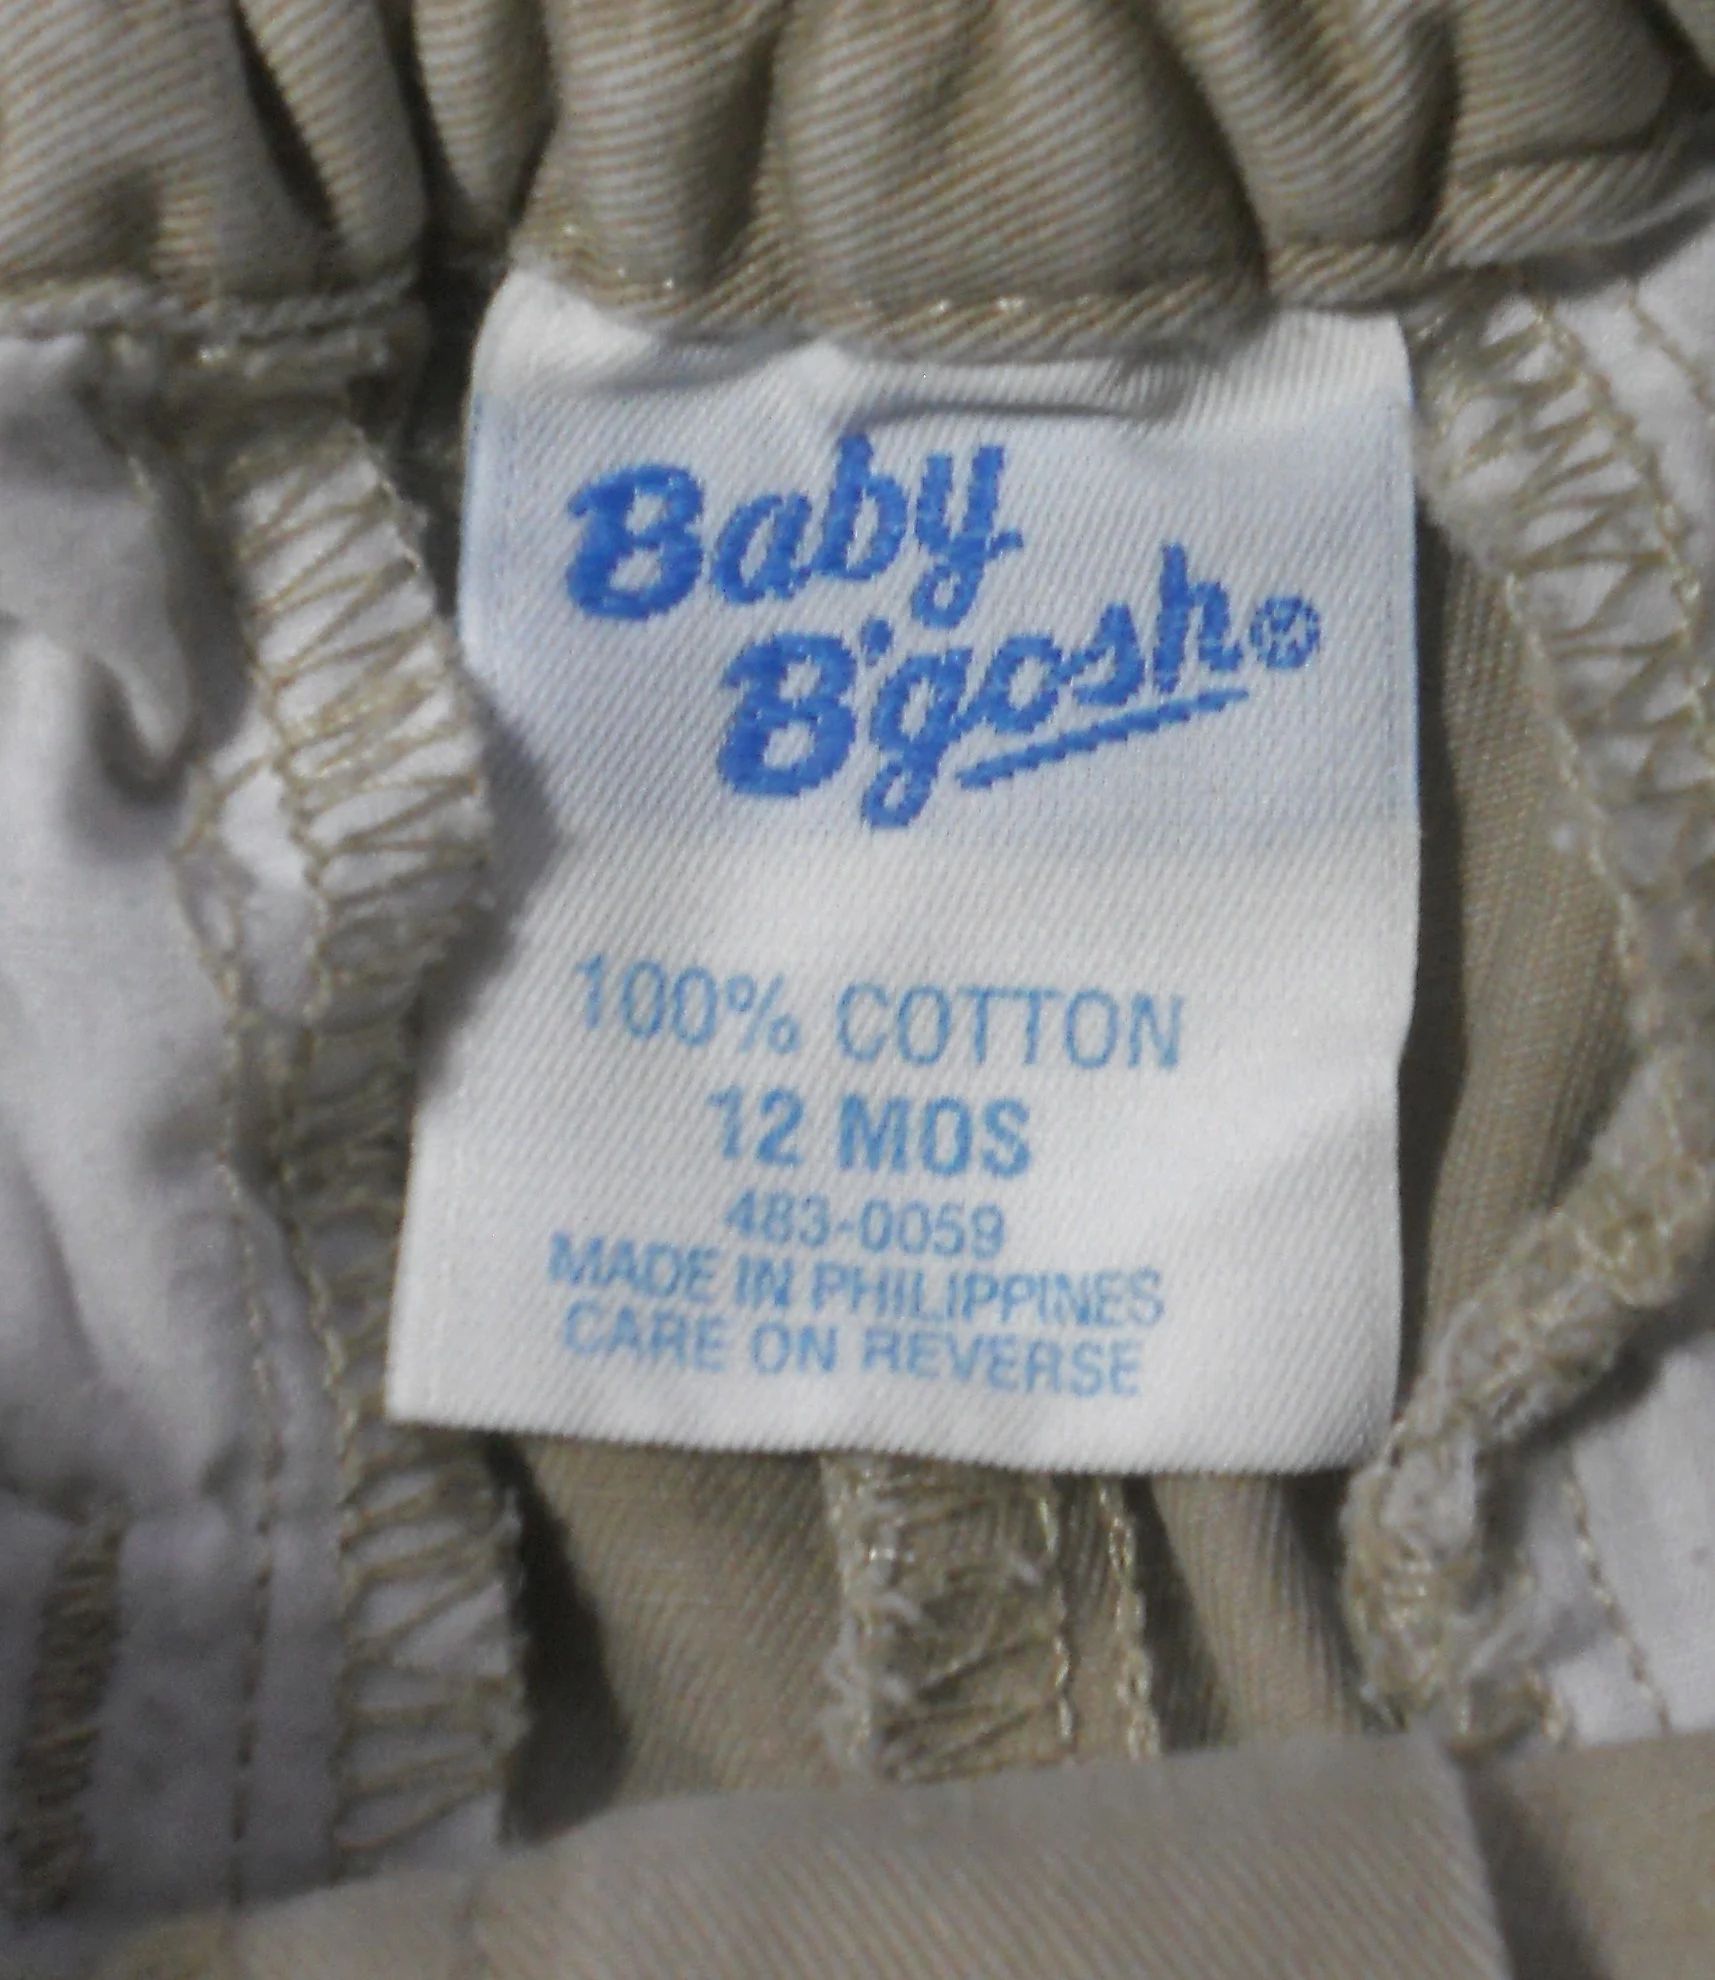 Baby
B'gosh®
100% COTTON
12 MOS
483-0059
MADE IN PHILIPPINES
CARE ON REVERSE